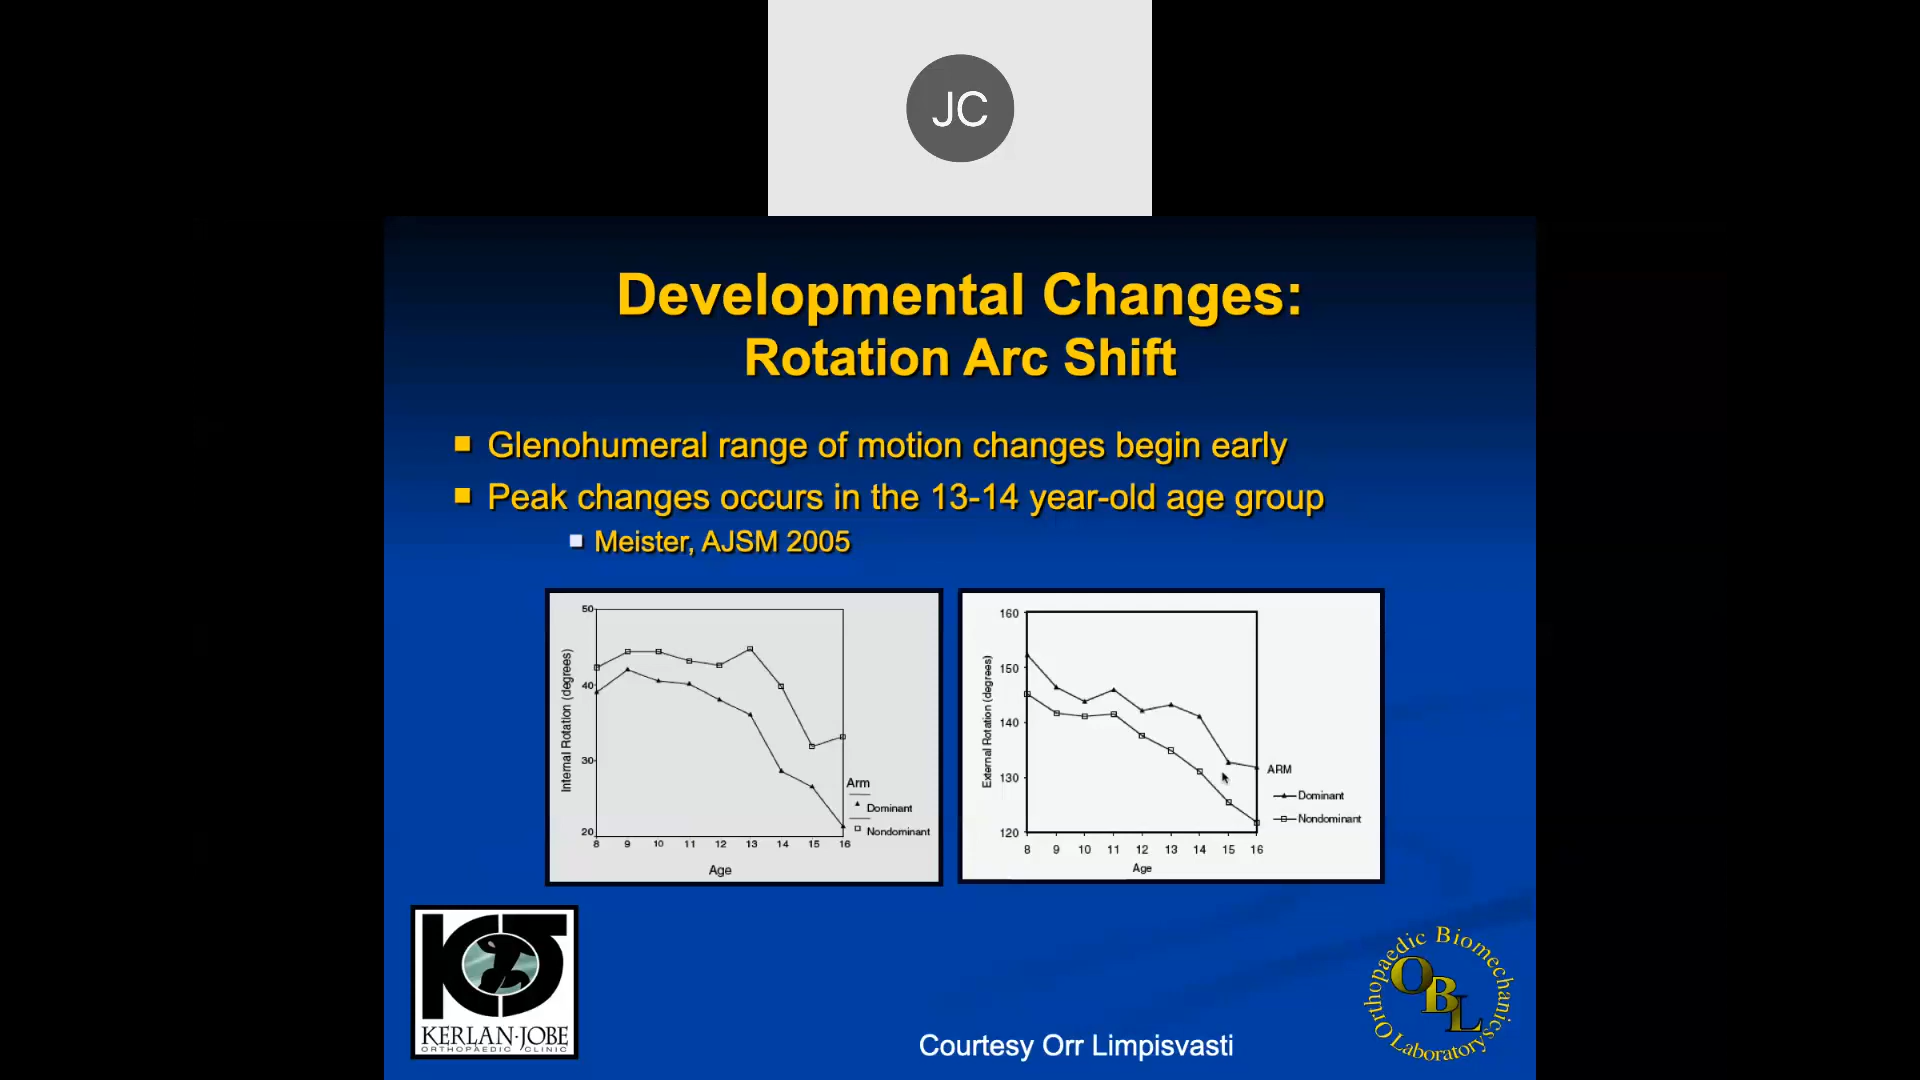 JC
Developmental Changes:
Rotation Arc Shift
Glenohumeral range of motion changes begin early
Peak changes occurs in the 13-14 year-old age group
Meister, AJSM 2005
50
40
30
20
Internal Rotation (degrees)
8 9 10 11 12 13 14 15 16
Age
Arm
Dominant
Nondominant
160
150
140
130
120
External Rotation (degrees)
8 9 10 11 12 13 14 15 16
Age
ARM
Dominant
Nondominant
KERLAN·JOBE
ORTHOPAEDIC CLINIC
Courtesy Orr Limpisvasti
Orthopaedic Biomechanics Laboratory
OBL